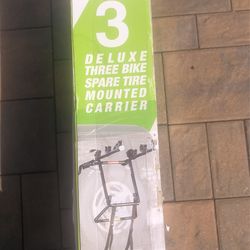 3
DELUXE
THREE BIKE
SPARE TIRE
MOUNTED
CARRIER